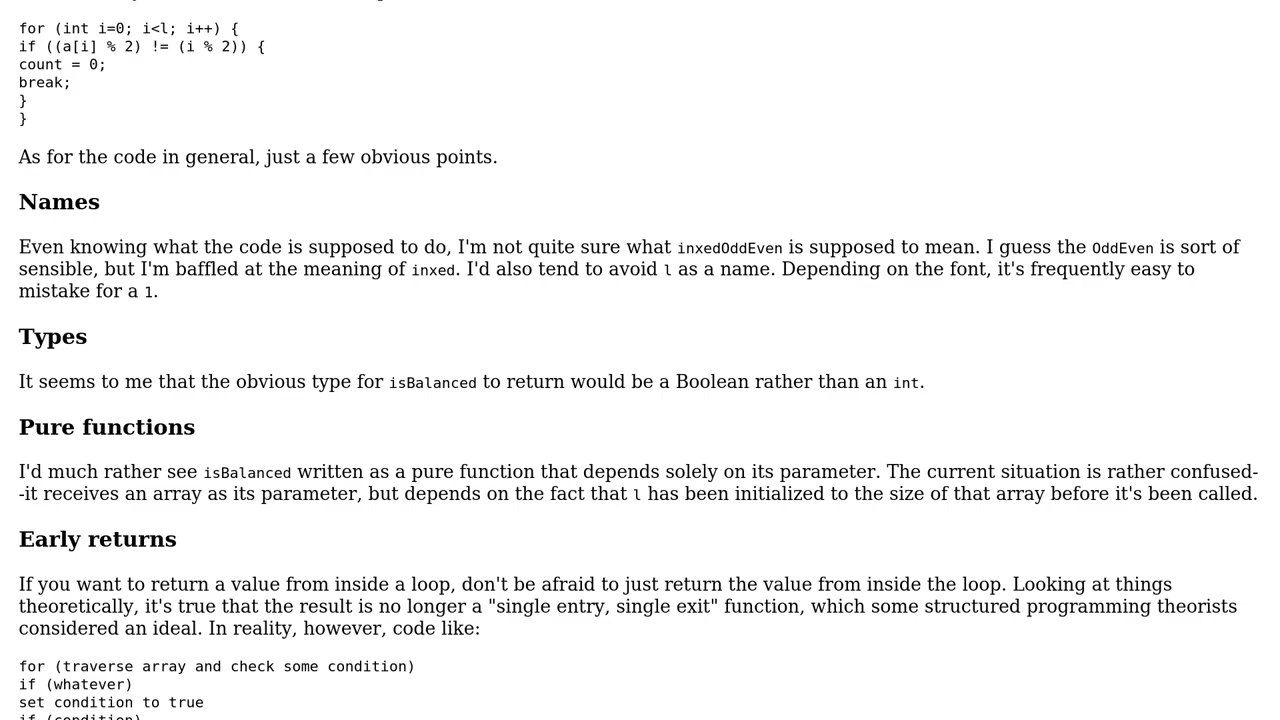 for (int i=0; i<l; i++) {
if ((a[i] % 2) != (i % 2)) {
count = 0;
break;
}
}
As for the code in general, just a few obvious points.
Names
Even knowing what the code is supposed to do, I'm not quite sure what inxedOddEven is supposed to mean. I guess the OddEven is sort of
sensible, but I'm baffled at the meaning of inxed. I'd also tend to avoid l as a name. Depending on the font, it's frequently easy to
mistake for a 1.
Types
It seems to me that the obvious type for isBalanced to return would be a Boolean rather than an int.
Pure functions
I'd much rather see isBalanced written as a pure function that depends solely on its parameter. The current situation is rather confused-
-it receives an array as its parameter, but depends on the fact that l has been initialized to the size of that array before it's been called.
Early returns
If you want to return a value from inside a loop, don't be afraid to just return the value from inside the loop. Looking at things
theoretically, it's true that the result is no longer a "single entry, single exit" function, which some structured programming theorists
considered an ideal. In reality, however, code like:
for (traverse array and check some condition)
if (whatever)
set condition to true
if (condition)